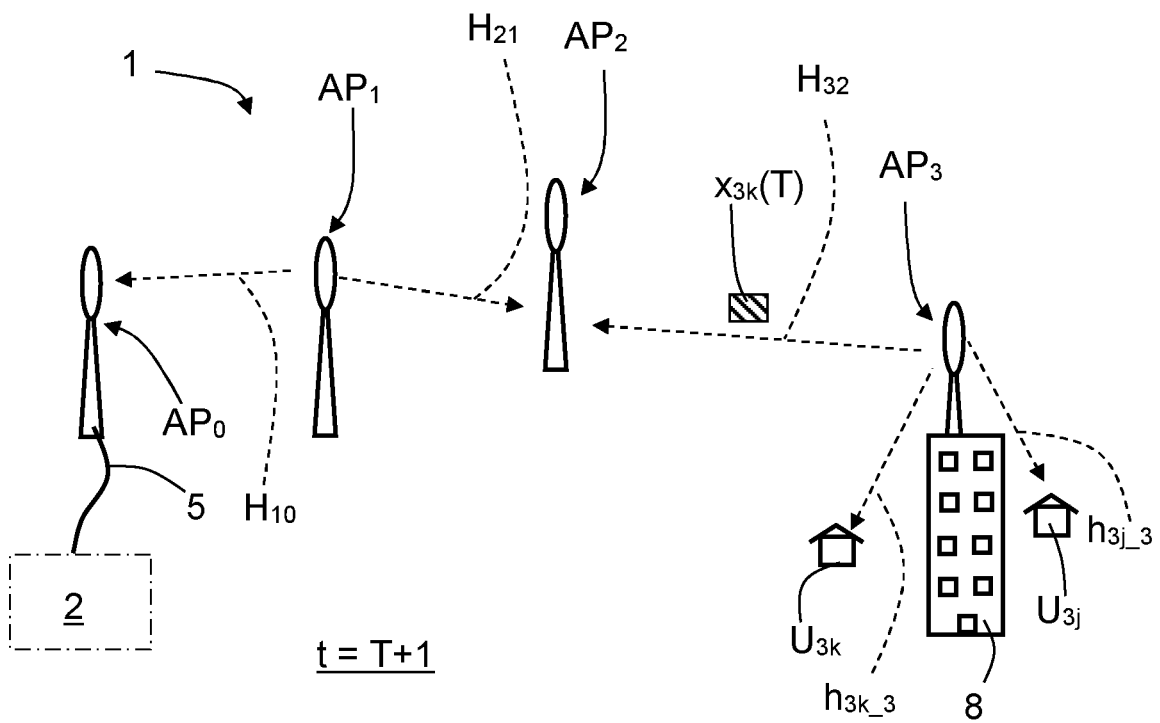 H21
AP2
1
AP1
H32
x3k(T)
AP3
AP0
5
H10
h3j_3
U3j
2
U3k
t = T+1
h3k_3
8